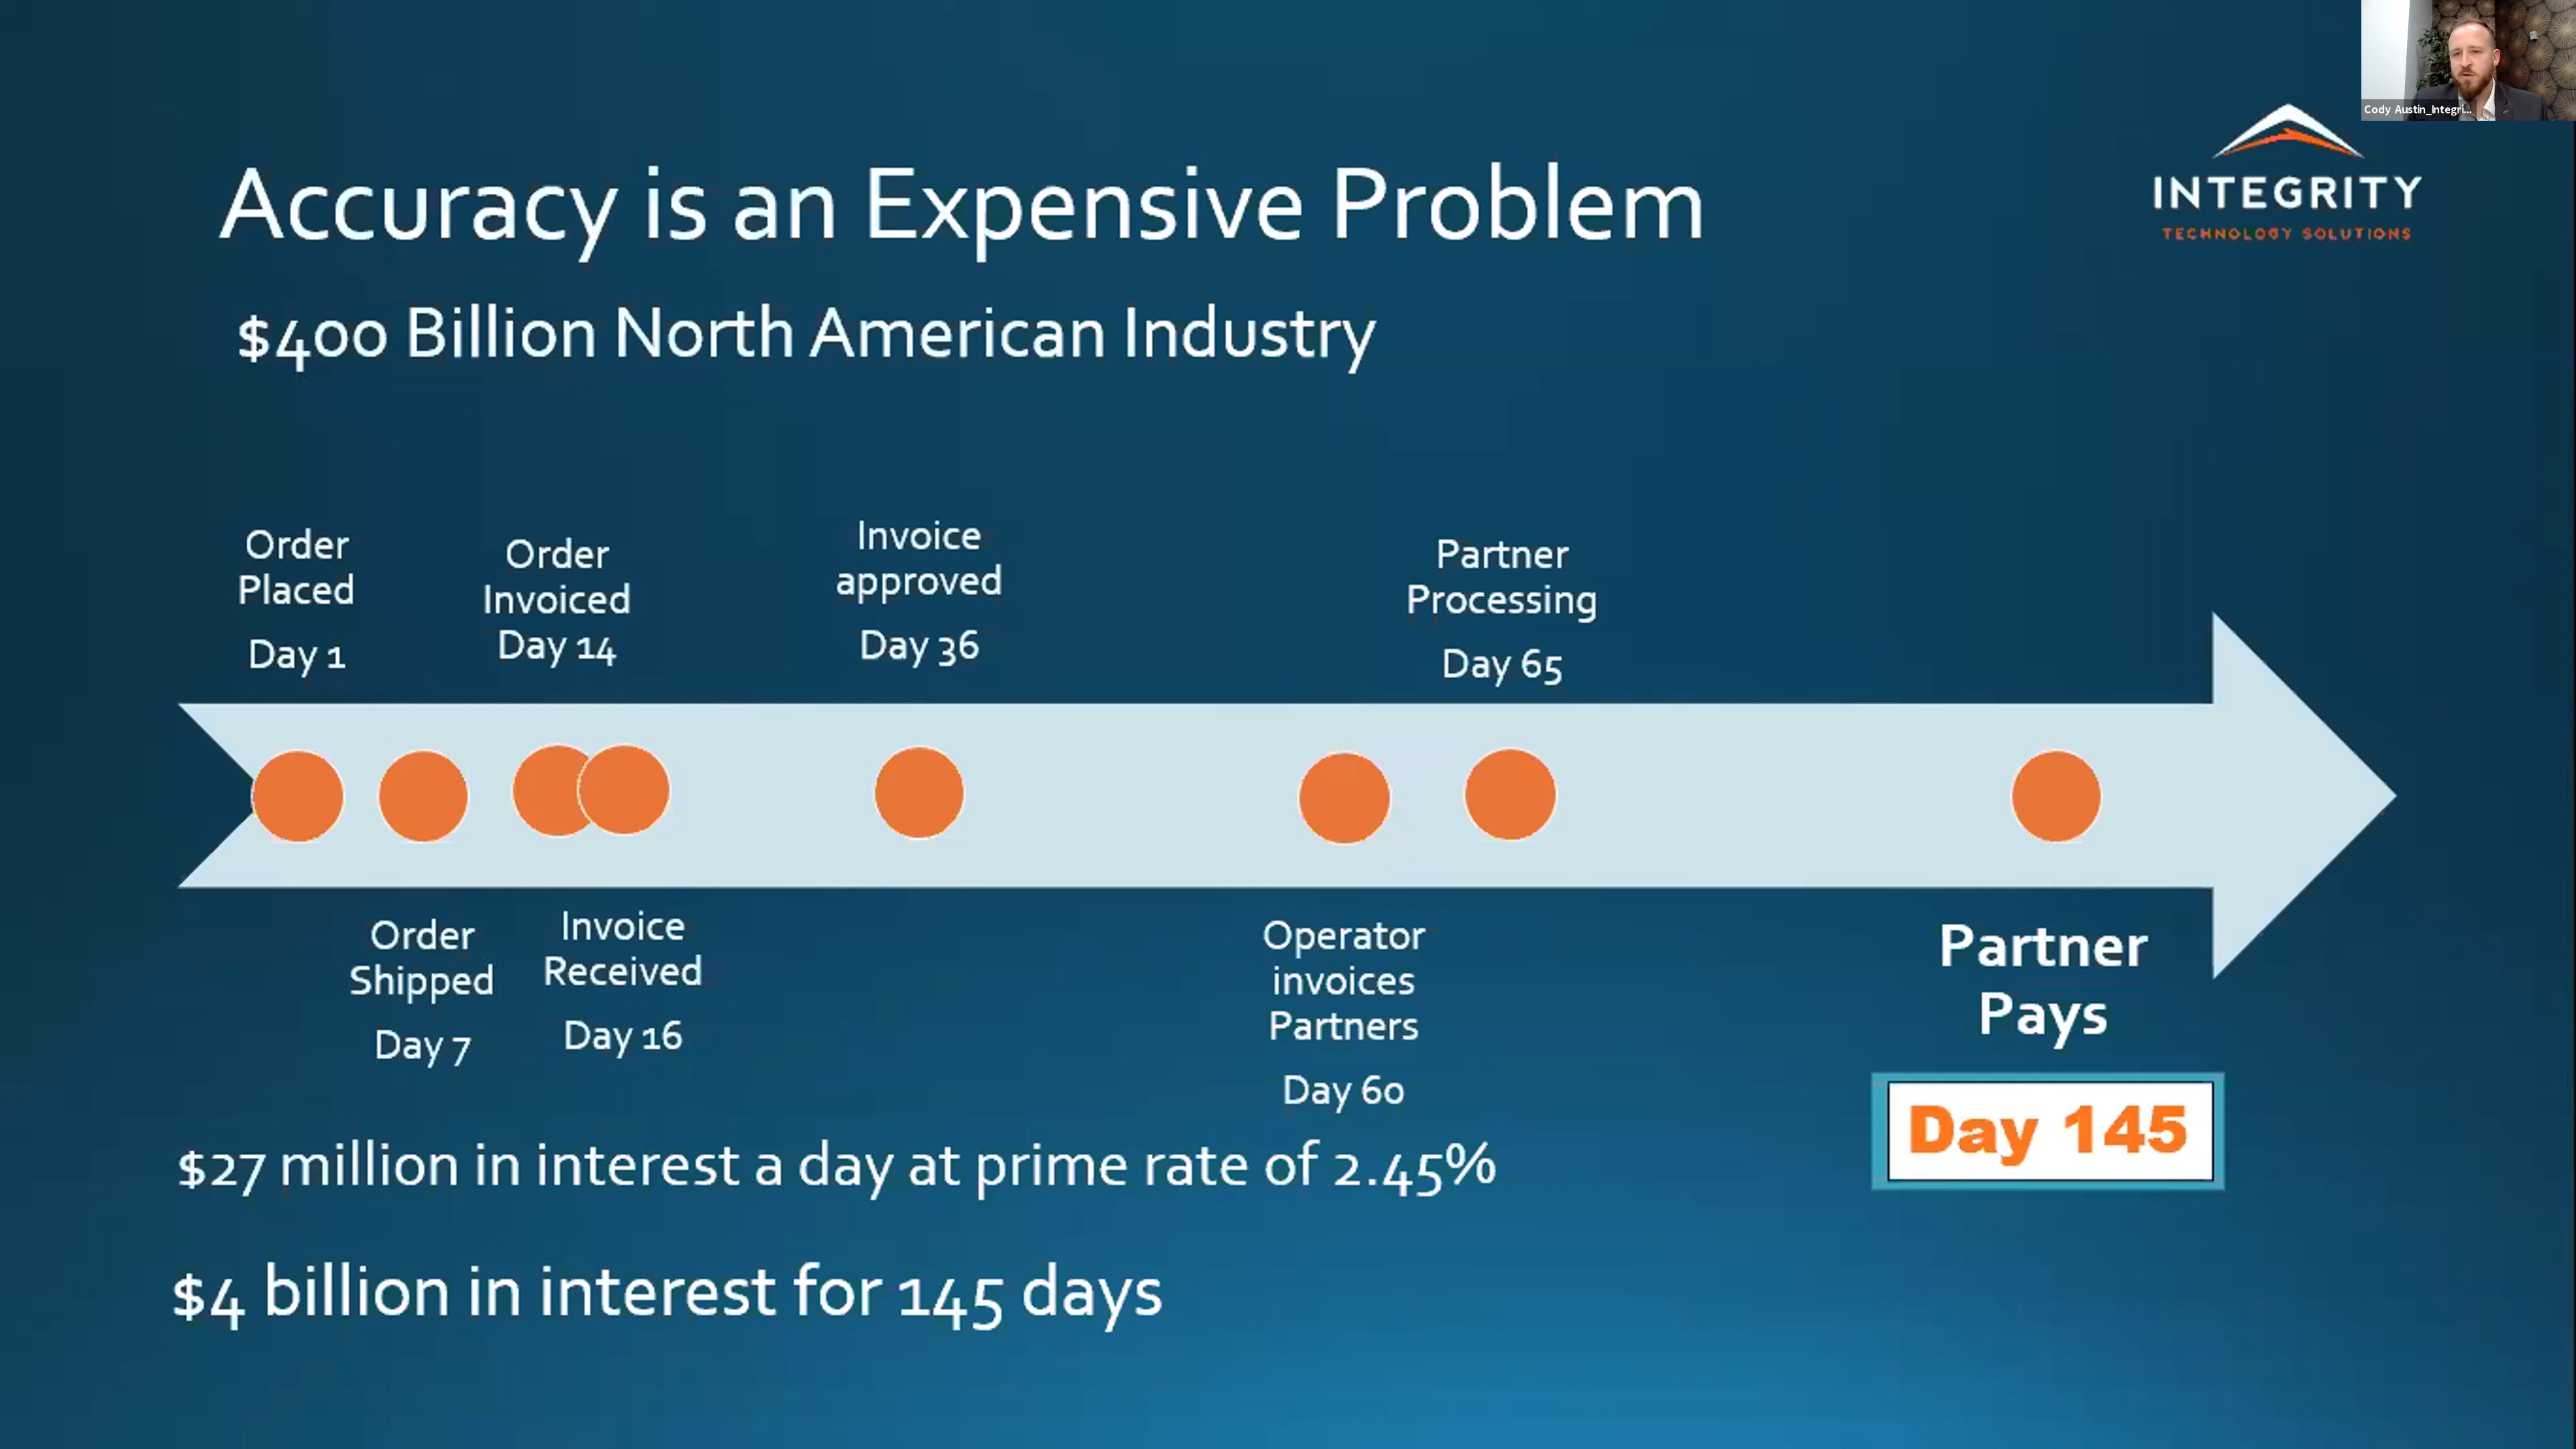 Cody Austin_Integri...
INTEGRITY
TECHNOLOGY SOLUTIONS
Accuracy is an Expensive Problem
$400 Billion North American Industry
Order
Placed
Day 1
Order
Invoiced
Day 14
Invoice
approved
Day 36
Partner
Processing
Day 65
Order
Shipped
Day 7
Invoice
Received
Day 16
Operator
invoices
Partners
Day 60
Partner
Pays
Day 145
$27 million in interest a day at prime rate of 2.45%
$4 billion in interest for 145 days